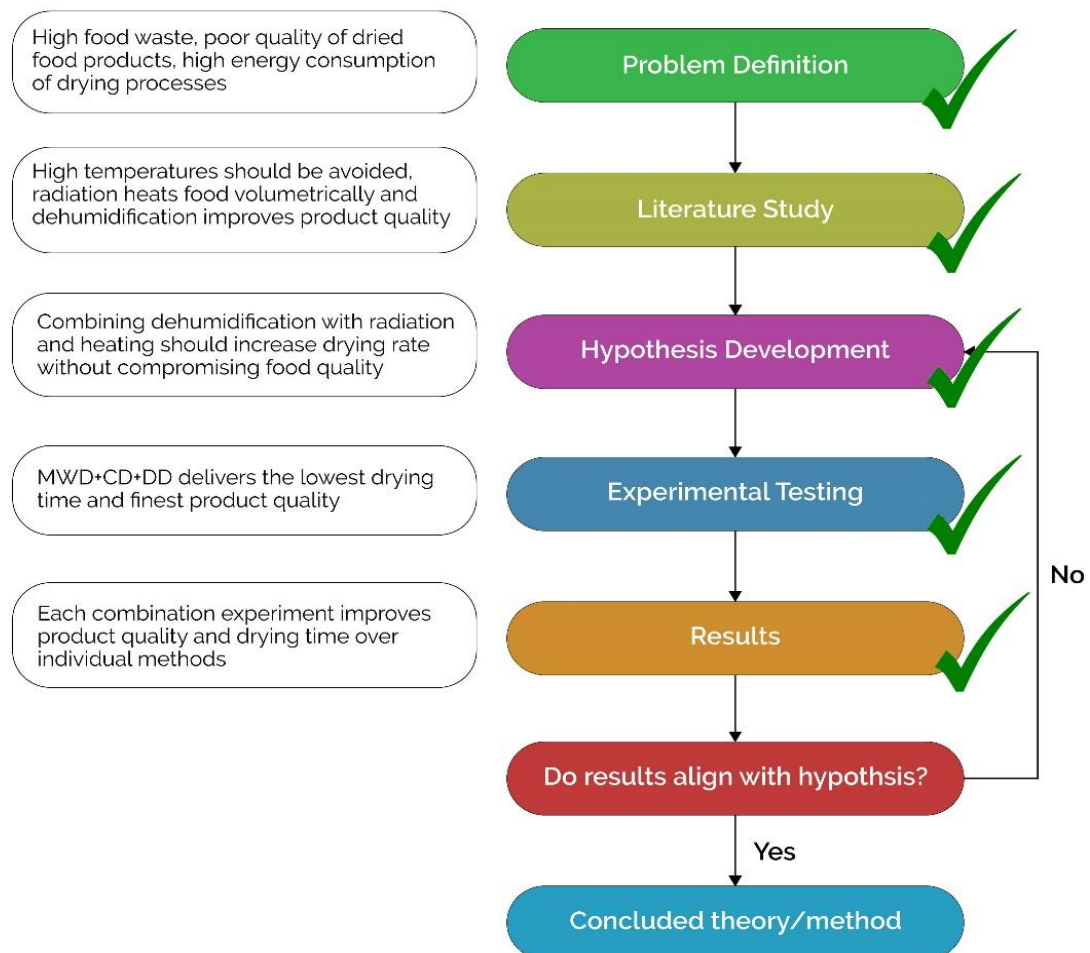 High food waste, poor quality of dried
food products, high energy consumption
of drying processes
Problem Definition
High temperatures should be avoided,
radiation heats food volumetrically and
dehumidification improves product quality
Literature Study
Combining dehumidification with radiation
and heating should increase drying rate
without compromising food quality
Hypothesis Development
MWD+CD+DD delivers the lowest drying
time and finest product quality
Experimental Testing
No
Each combination experiment improves
product quality and drying time over
individual methods
Results
Do results align with hypothsis?
Yes
Concluded theory/method